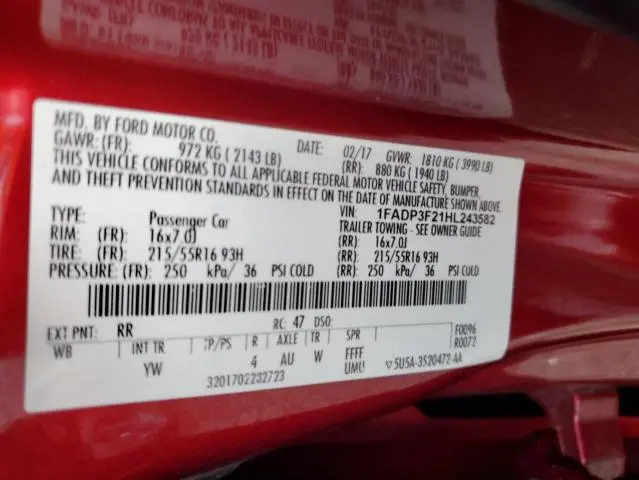 MFD. BY FORD MOTOR CO.
DATE: 02/17 GVWR: 1810 KG ( 3990 LB)
GAWR: (FR): 972 KG ( 2143 LB) (RR): 880 KG ( 1940 LB)
THIS VEHICLE CONFORMS TO ALL APPLICABLE FEDERAL MOTOR VEHICLE SAFETY, BUMPER,
AND THEFT PREVENTION STANDARDS IN EFFECT ON THE DATE OF MANUFACTURE SHOWN ABOVE.
VIN: 1FADP3F21HL243582
TYPE: Passenger Car TRAILER TOWING - SEE OWNER GUIDE
RIM: (FR): 16x7.0J (RR): 16x7.0J
TIRE: (FR): 215/55R16 93H (RR): 215/55R16 93H
PRESSURE: (FR): 250 kPa/ 36 PSI COLD (RR): 250 kPa/ 36 PSI COLD
EXT PNT: RR RC: 47 DSO: F0096
R0072
WB INT TR TP/PS R AXLE TR SPR
YW 4 AU W FFFF
UMU
3201702232723 ▽5U5A-3520472-AA